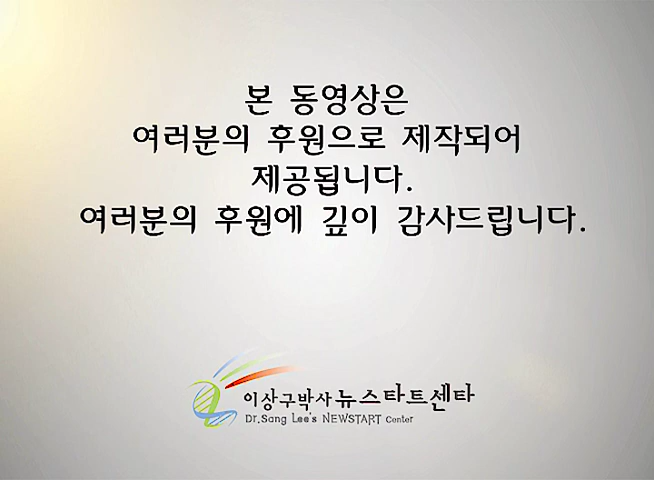 본 동영상은
여러분의 후원으로 제작되어
제공됩니다.
여러분의 후원에 깊이 감사드립니다.
이상구박사 뉴스타트센타
Dr.Sang Lee's NEWSTART Center